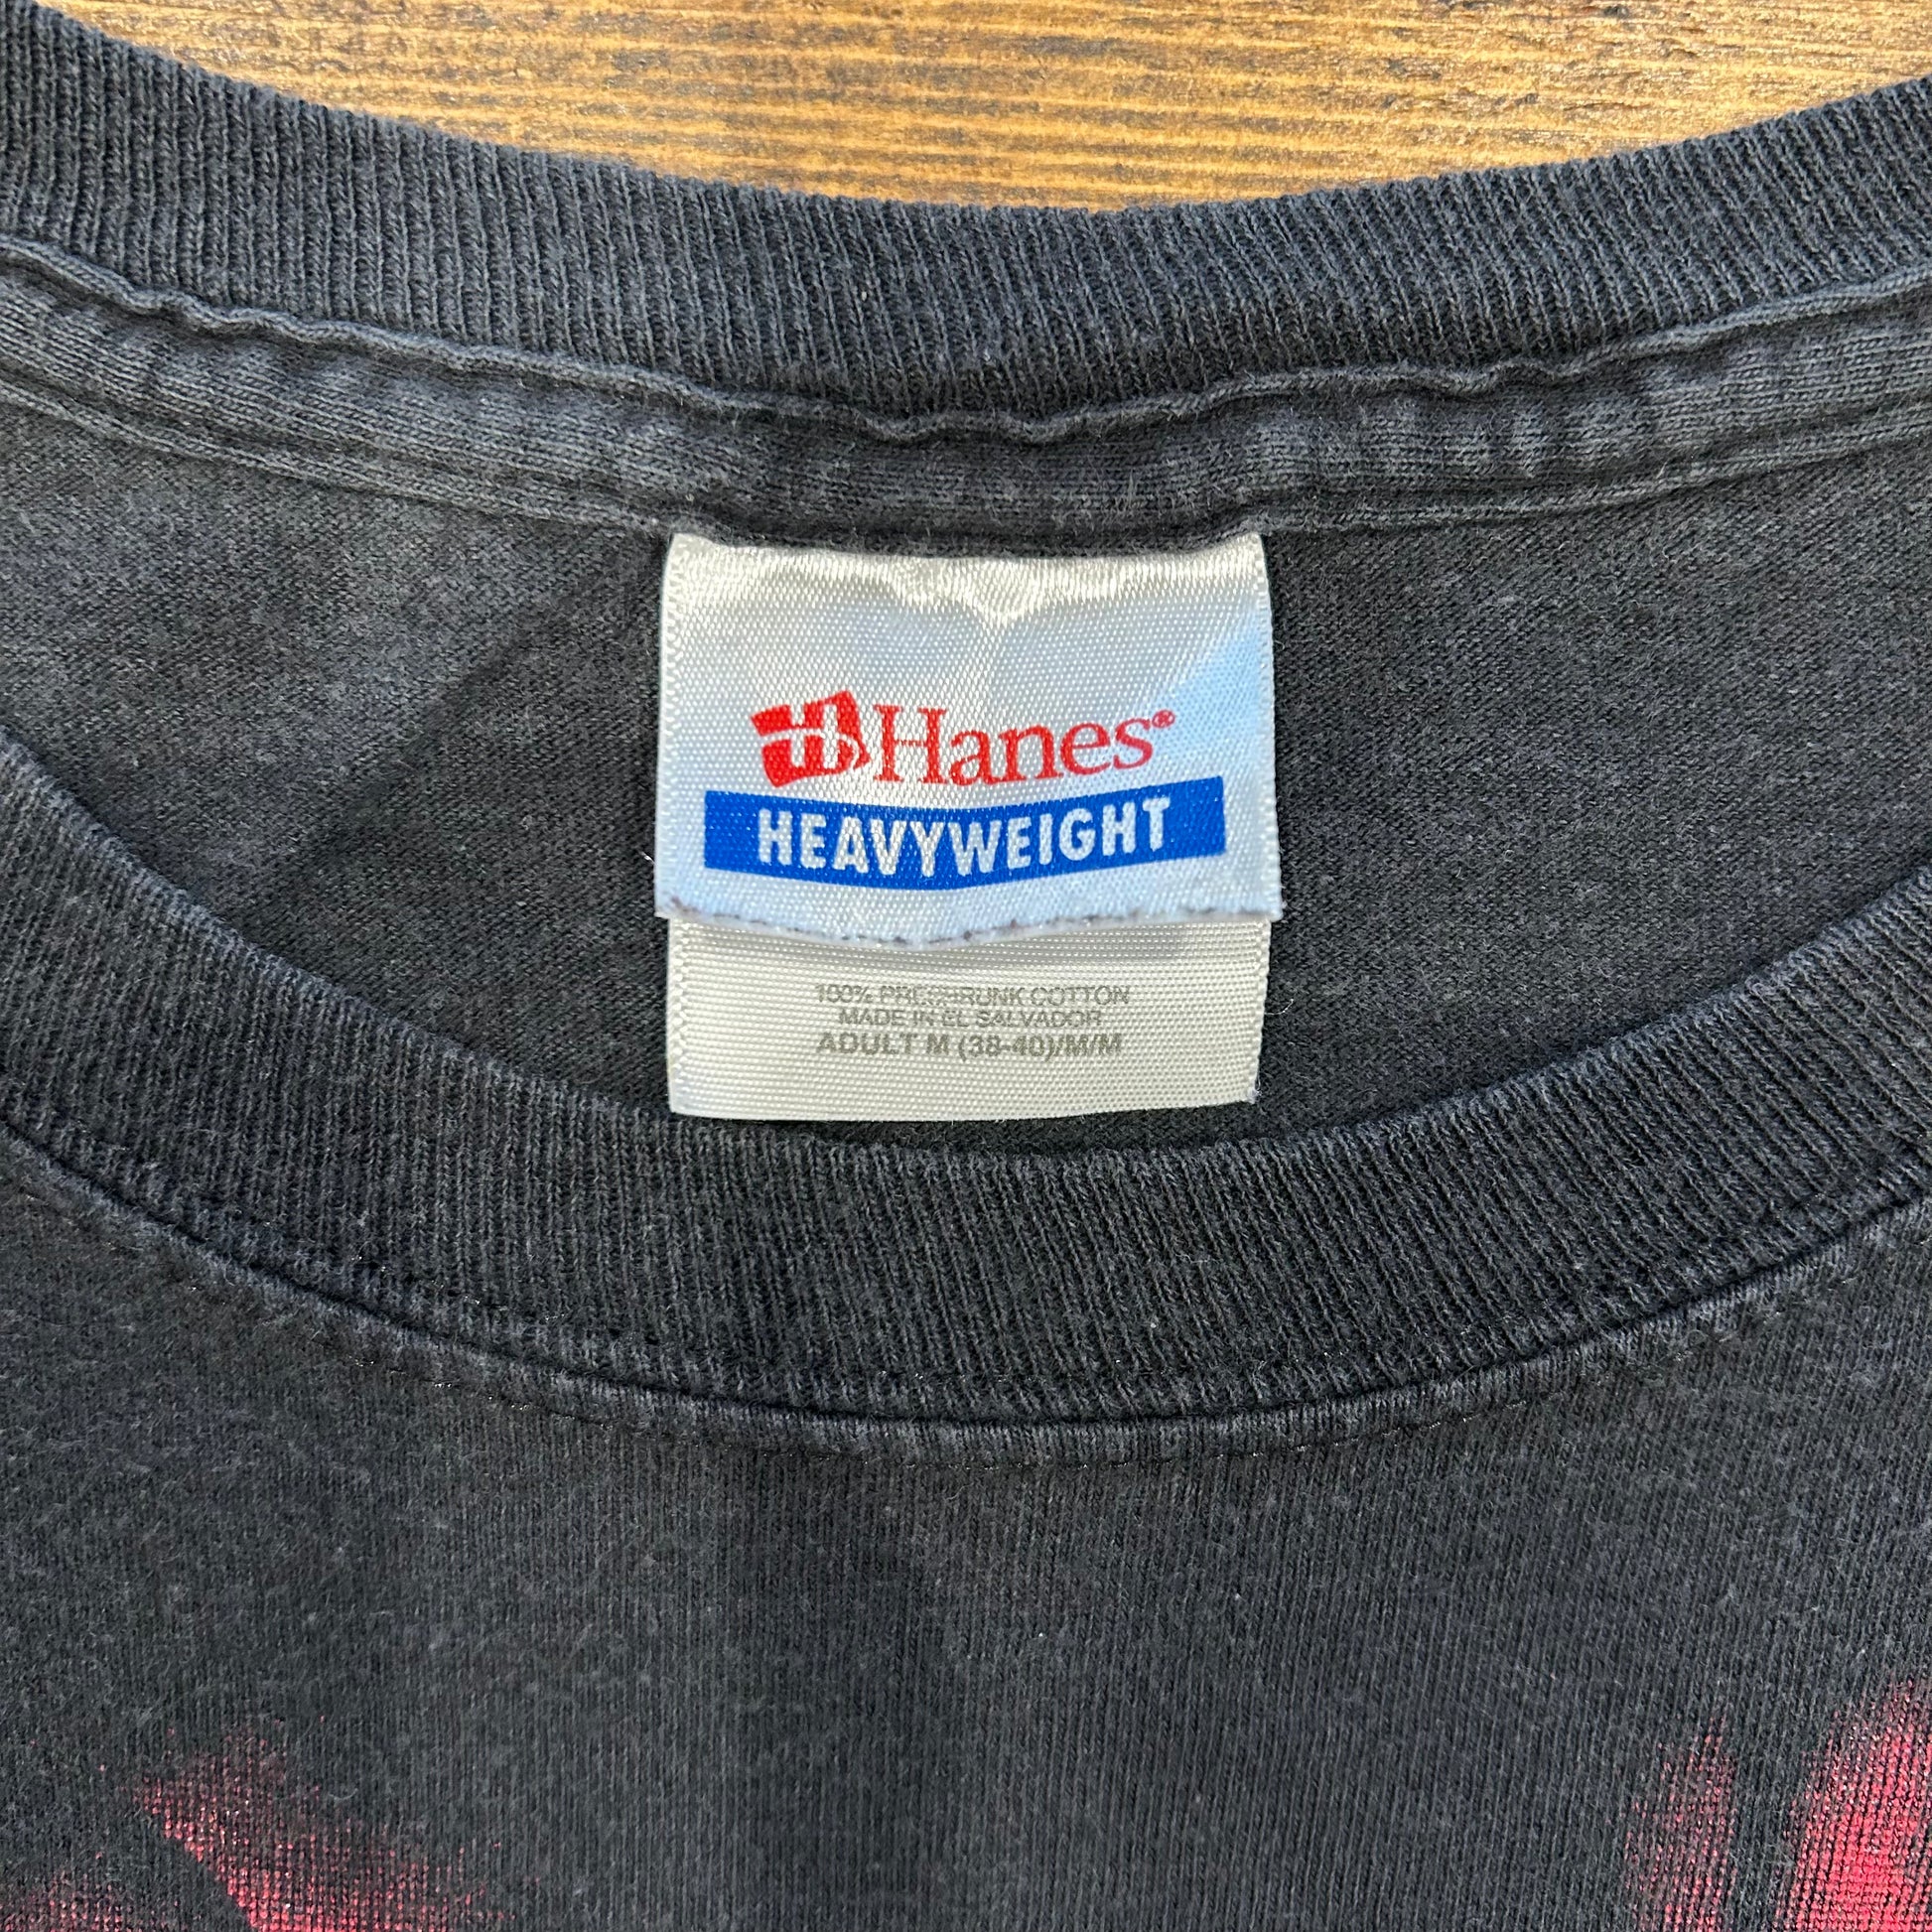 Hanes®
HEAVYWEIGHT
100% PRESHRUNK COTTON
MADE IN EL SALVADOR
ADULT M (38-40)/M/M